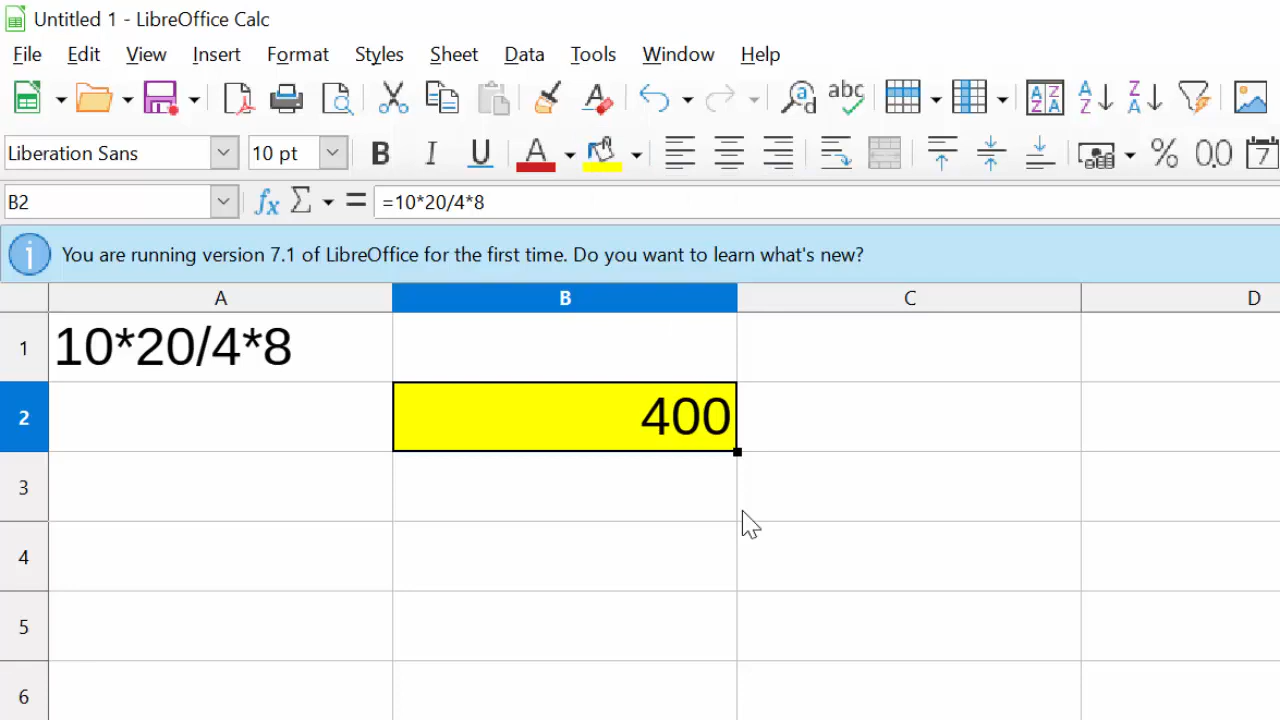 Untitled 1 - LibreOffice Calc
File Edit View Insert Format Styles Sheet Data Tools Window Help
Liberation Sans 10 pt B I U A % 0.0 7
B2 fx Σ = =10*20/4*8
You are running version 7.1 of LibreOffice for the first time. Do you want to learn what's new?
A B C D
1 10*20/4*8
2 400
3
4
5
6